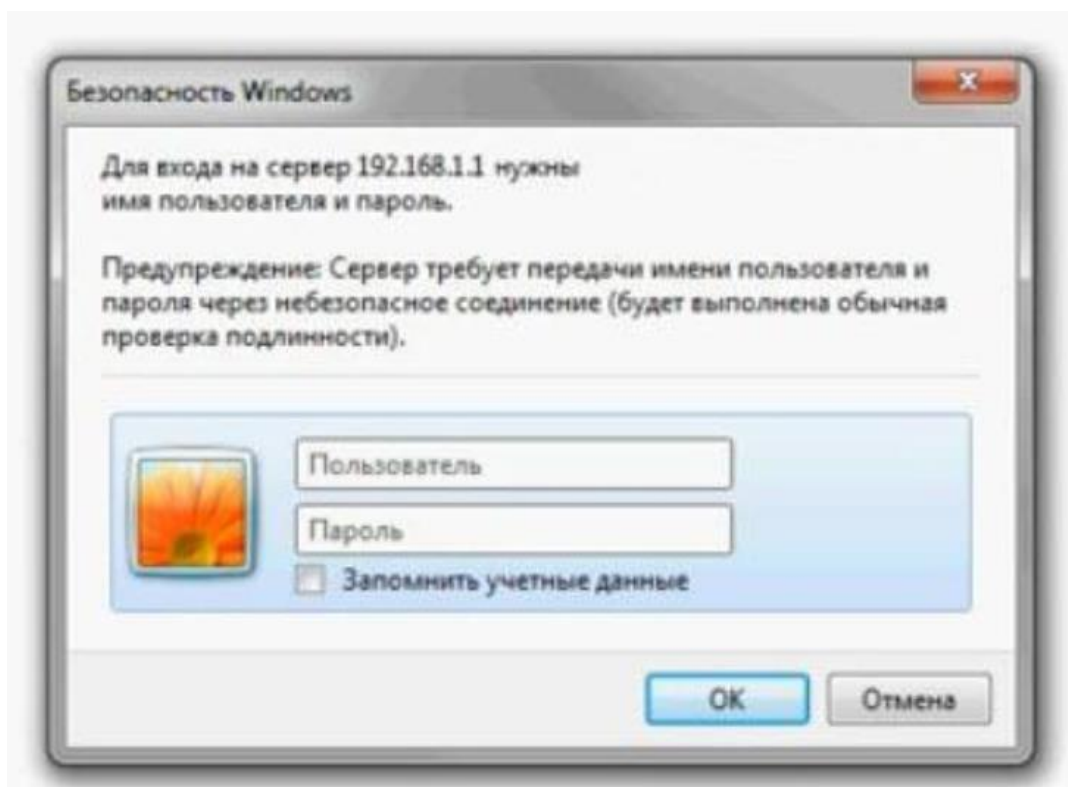 Безопасность Windows
Для входа на сервер 192.168.1.1 нужны
имя пользователя и пароль.
Предупреждение: Сервер требует передачи имени пользователя и
пароля через небезопасное соединение (будет выполнена обычная
проверка подлинности).
Пользователь
Пароль
Запомнить учетные данные
ОК
Отмена